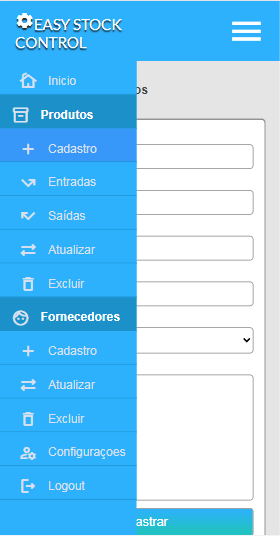 EASY STOCK
CONTROL
Inicio
Produtos
Cadastro
Entradas
Saídas
Atualizar
Excluir
Fornecedores
Cadastro
Atualizar
Excluir
Configuraçoes
Logout
os
astrar